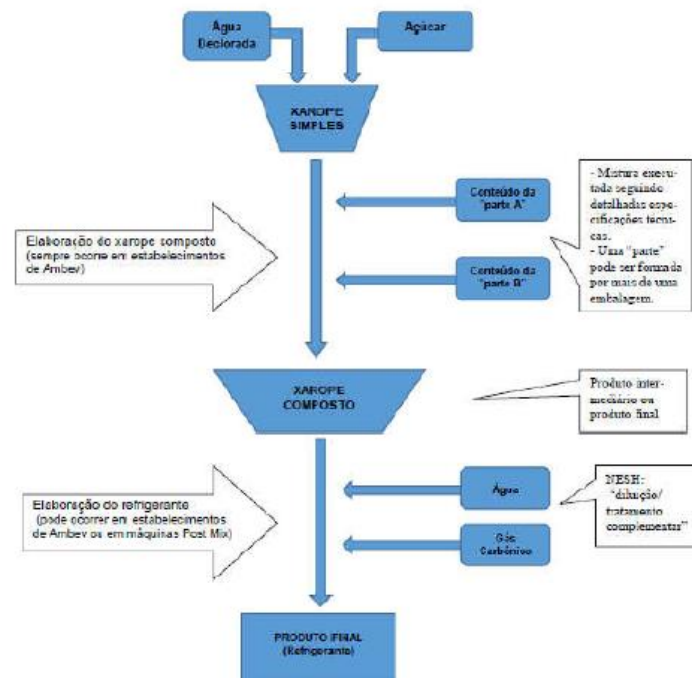 Água
Declorada
Açúcar
XAROPE
SIMPLES
Conteúdo da
"parte A"
- Mistura execu-
tada seguindo
detalhadas espe-
cificações técni-
cas.
- Uma "parte"
pode ser formada
por mais de uma
embalagem.
Elaboração do xarope composto
(sempre ocorre em estabelecimentos
de Ambev)
Conteúdo da
"parte B"
XAROPE
COMPOSTO
Produto inter-
mediário ou
produto final
Elaboração do refrigerante
(pode ocorrer em estabelecimentos
de Ambev ou em máquinas Post Mix)
Água
NESH:
"diluição/
tratamento
complementar"
Gás
Carbônico
PRODUTO FINAL
(Refrigerante)